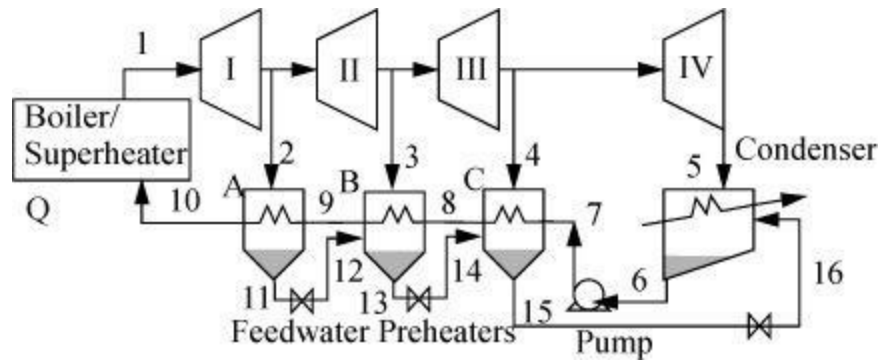 1
I
II
III
IV
Boiler/
Superheater
2
3
4
5
Condenser
Q
10
A
9
B
8
C
7
11
12
13
14
15
6
16
Feedwater Preheaters
Pump